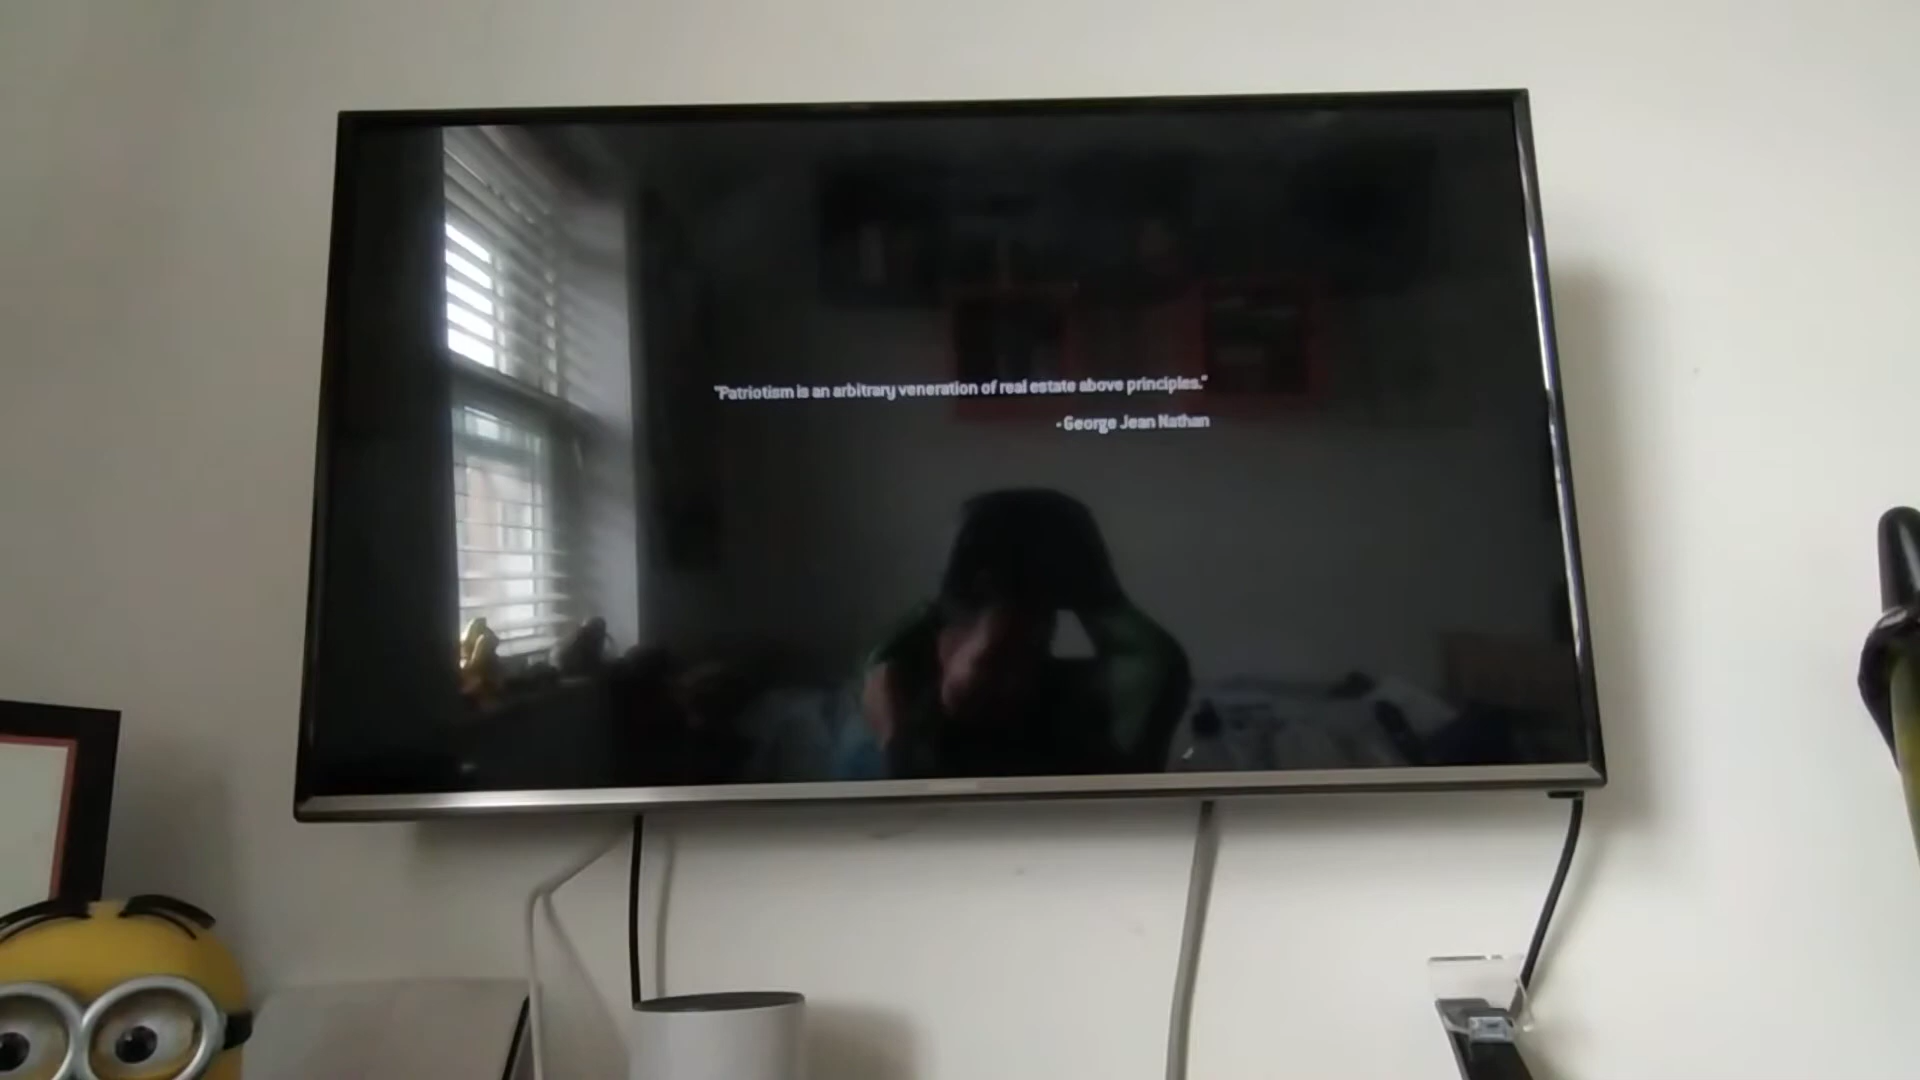 "Patriotism is an arbitrary veneration of real estate above principles."
- George Jean Nathan